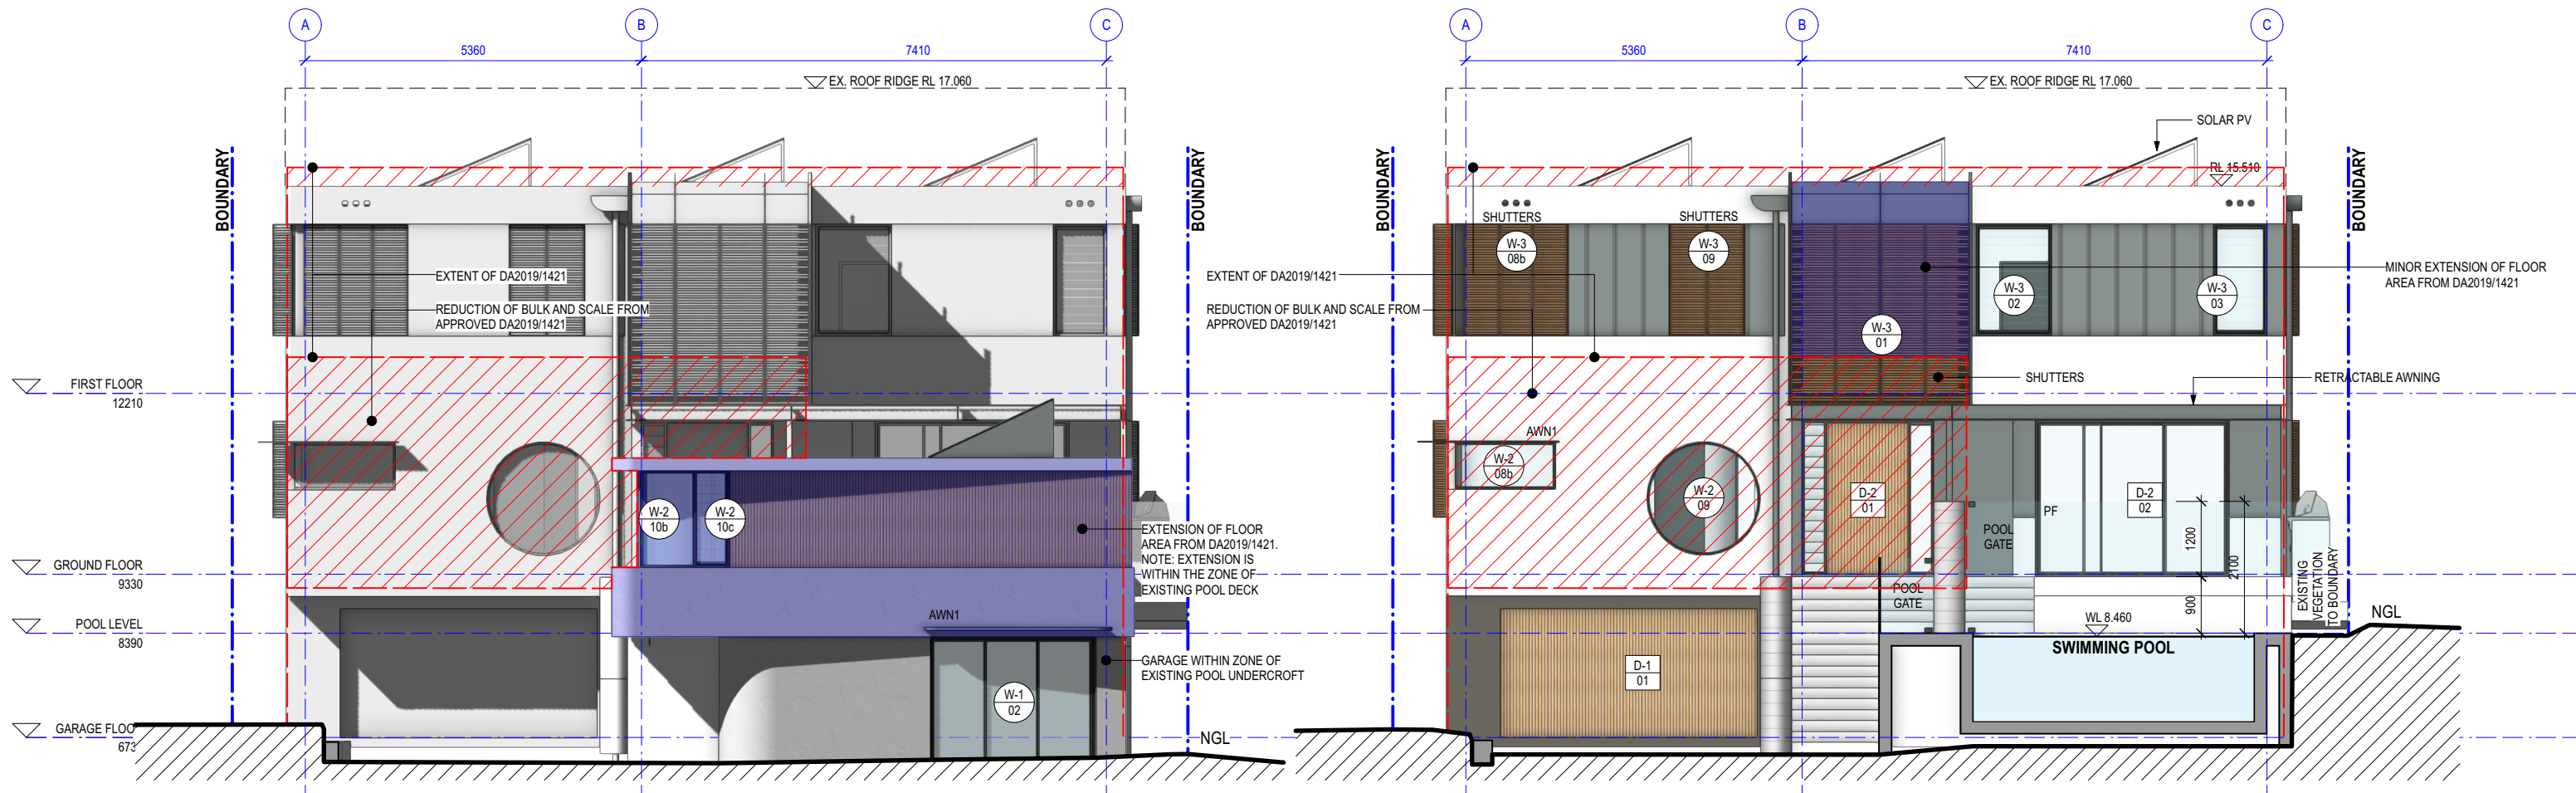 A
B
C
5360
7410
EX. ROOF RIDGE RL 17.060
BOUNDARY
BOUNDARY
EXTENT OF DA2019/1421
REDUCTION OF BULK AND SCALE FROM
APPROVED DA2019/1421
FIRST FLOOR
12210
GROUND FLOOR
9330
POOL LEVEL
8390
GARAGE FLOO
673
W-2
10b
W-2
10c
EXTENSION OF FLOOR
AREA FROM DA2019/1421.
NOTE: EXTENSION IS
WITHIN THE ZONE OF
EXISTING POOL DECK
AWN1
GARAGE WITHIN ZONE OF
EXISTING POOL UNDERCROFT
W-1
02
NGL
A
B
C
5360
7410
EX. ROOF RIDGE RL 17.060
SOLAR PV
RL 15.510
BOUNDARY
BOUNDARY
SHUTTERS
SHUTTERS
W-3
08b
W-3
09
W-3
02
W-3
03
W-3
01
EXTENT OF DA2019/1421
REDUCTION OF BULK AND SCALE FROM
APPROVED DA2019/1421
MINOR EXTENSION OF FLOOR
AREA FROM DA2019/1421
SHUTTERS
RETRACTABLE AWNING
AWN1
W-2
08b
W-2
09
D-2
01
D-2
02
PF
POOL
GATE
POOL
GATE
1200
2100
900
EXISTING
VEGETATION
TO BOUNDARY
NGL
WL 8.460
SWIMMING POOL
D-1
01